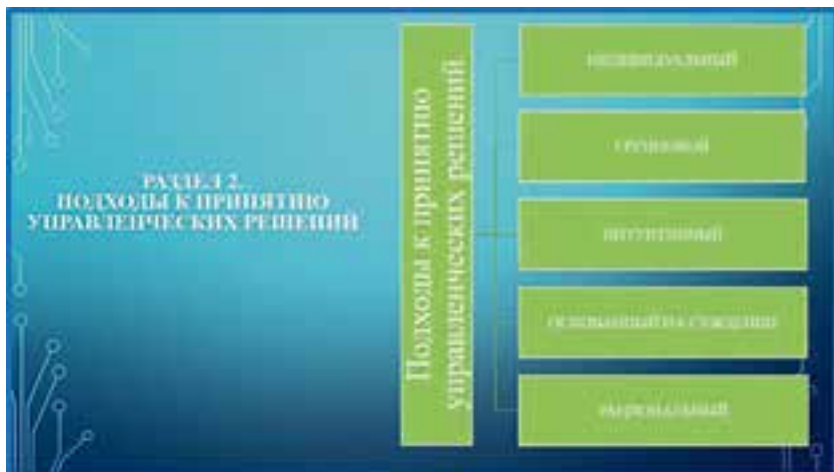 РАЗДЕЛ 2.
ПОДХОДЫ К ПРИНЯТИЮ
УПРАВЛЕНЧЕСКИХ РЕШЕНИЙ
Подходы к принятию
управленческих решений
ИНДИВИДУАЛЬНЫЙ
ГРУППОВОЙ
ИНТУИТИВНЫЙ
ОСНОВАННЫЙ НА СУЖДЕНИИ
РАЦИОНАЛЬНЫЙ